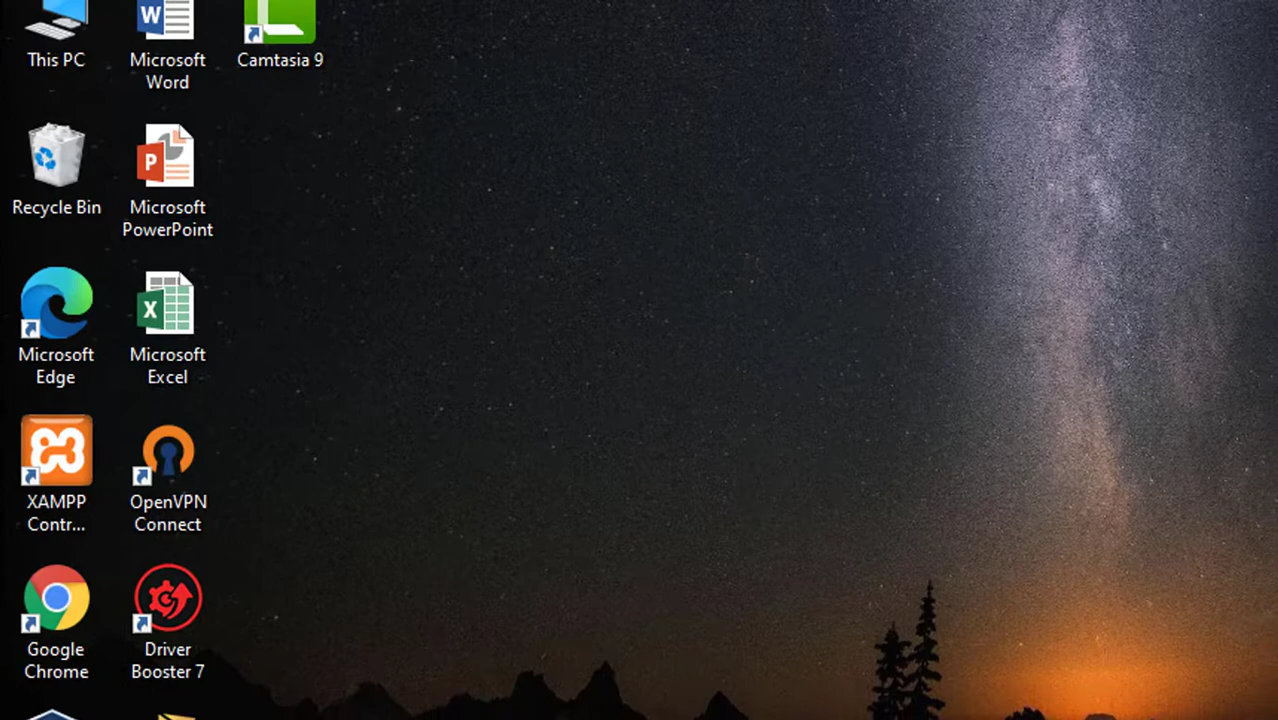 This PC
Microsoft
Word
Camtasia 9
Recycle Bin
Microsoft
PowerPoint
Microsoft
Edge
Microsoft
Excel
XAMPP
Contr...
OpenVPN
Connect
Google
Chrome
Driver
Booster 7